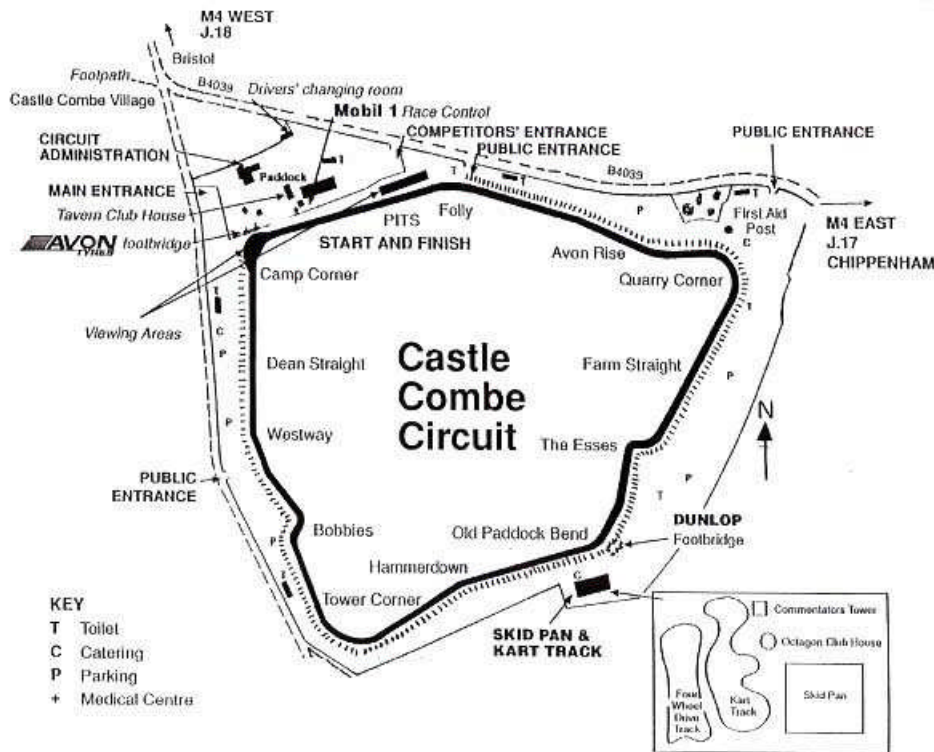 M4 WEST
J.18
Bristol
Footpath
B4039
Drivers' changing room
Castle Combe Village
Mobil 1 Race Control
COMPETITORS' ENTRANCE
PUBLIC ENTRANCE
PUBLIC ENTRANCE
CIRCUIT
ADMINISTRATION
T
Paddock
T
T
B4039
T
MAIN ENTRANCE
Tavern Club House
P
First Aid
Post
M4 EAST
J.17
CHIPPENHAM
PITS
Folly
AVON
TYRES
footbridge
START AND FINISH
C
Avon Rise
Camp Corner
Quarry Corner
T
T
C
P
Viewing Areas
Dean Straight
Castle
Combe
Circuit
Farm Straight
P
N
P
Westway
The Esses
P
PUBLIC
ENTRANCE
T
Bobbies
Old Paddock Bend
DUNLOP
Footbridge
P
Hammerdown
C
T
Tower Corner
SKID PAN &
KART TRACK
KEY
T Toilet
C Catering
P Parking
+ Medical Centre
Commentators Tower
Octagon Club House
Four
Wheel
Drive
Track
Kart
Track
Skid Pan